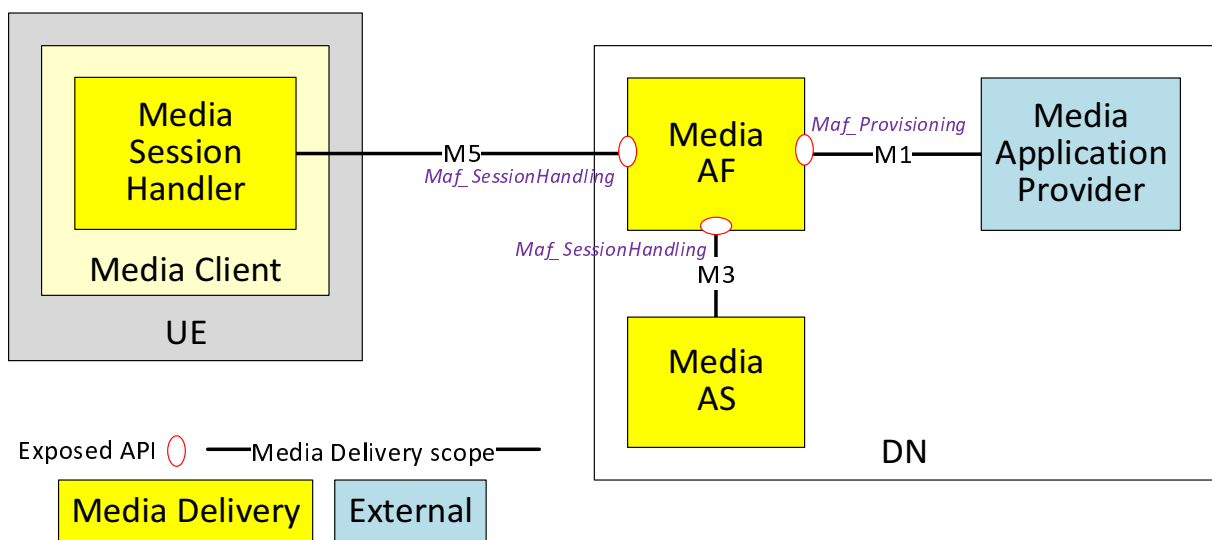 Media
Session
Handler
Media Client
UE
M5
Maf_SessionHandling
Media
AF
Maf_Provisioning
M1
Media
Application
Provider
Maf_SessionHandling
M3
Media
AS
DN
Exposed API
Media Delivery scope
Media Delivery
External